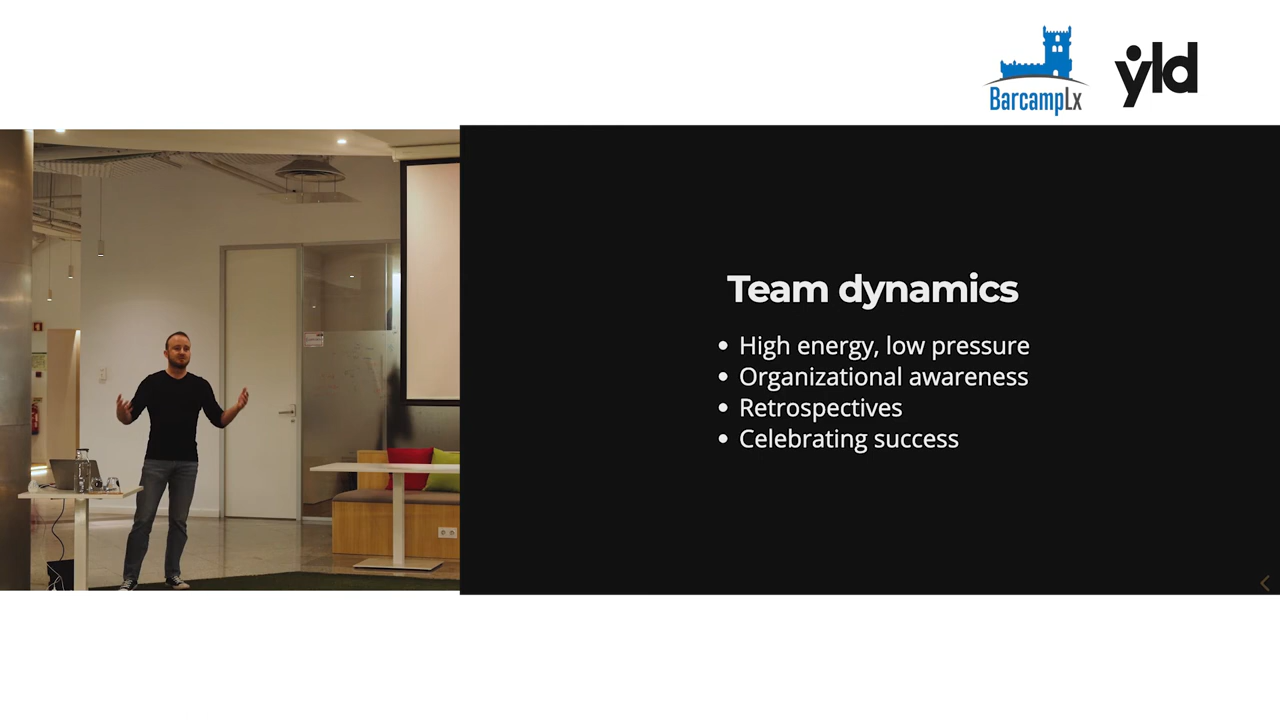 BarcampLx
yld
Team dynamics
• High energy, low pressure
• Organizational awareness
• Retrospectives
• Celebrating success